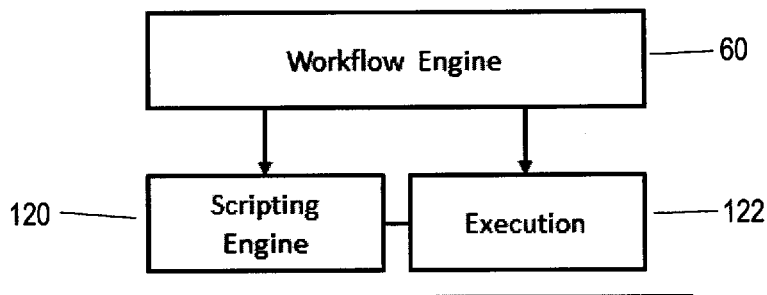 Workflow Engine
60
120
Scripting
Engine
Execution
122